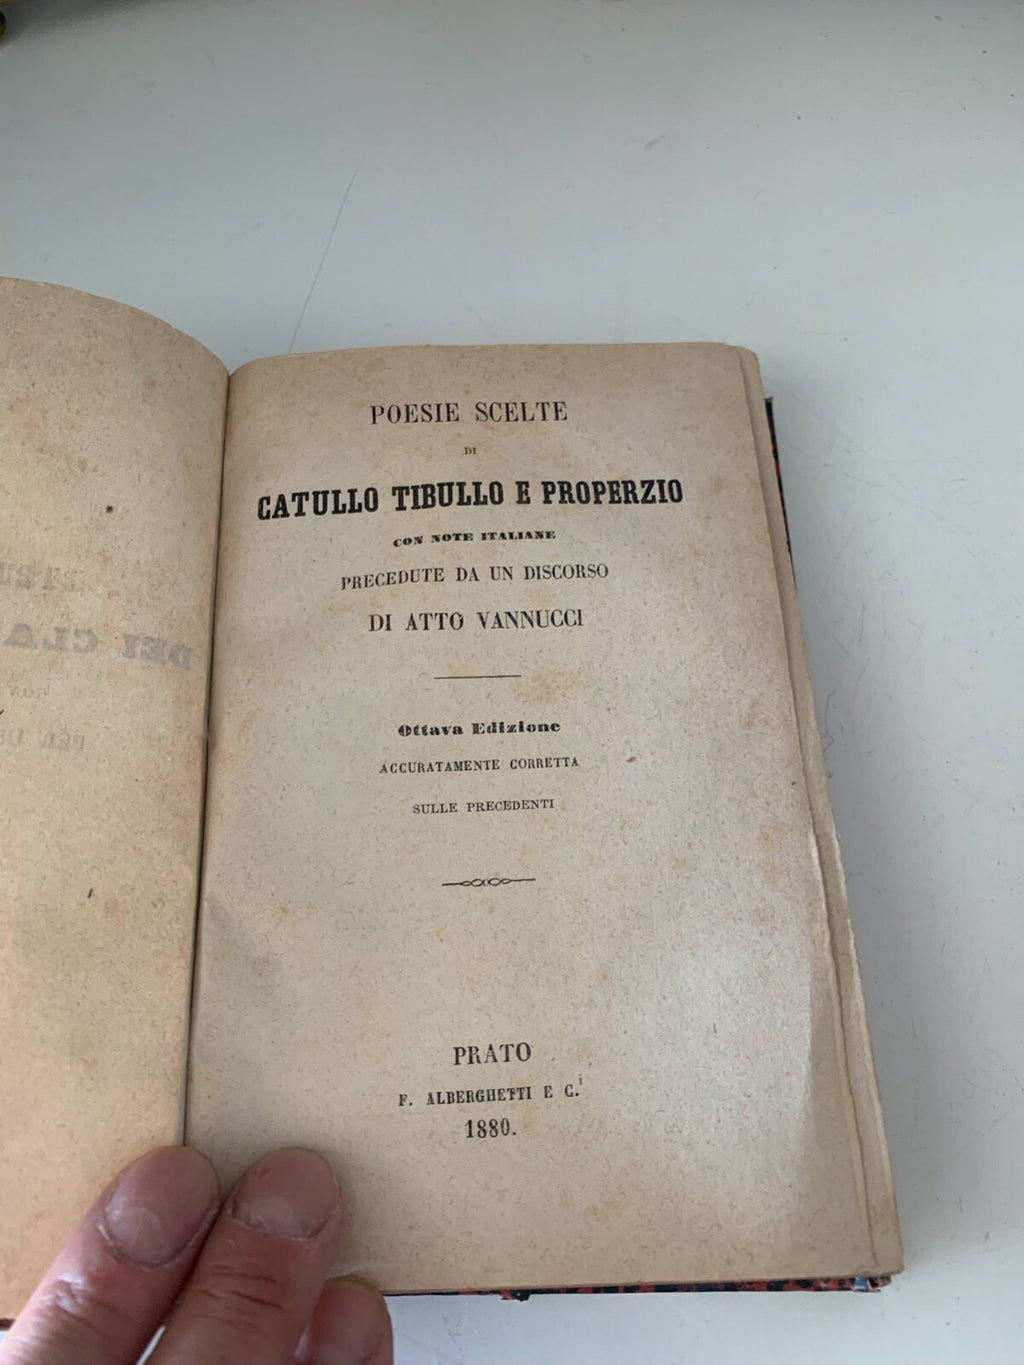 POESIE SCELTE
DI
CATULLO TIBULLO E PROPERZIO
CON NOTE ITALIANE
PRECEDUTE DA UN DISCORSO
DI ATTO VANNUCCI
Ottava Edizione
ACCURATAMENTE CORRETTA
SULLE PRECEDENTI
PRATO
F. ALBERGHETTI E C.i
1880.